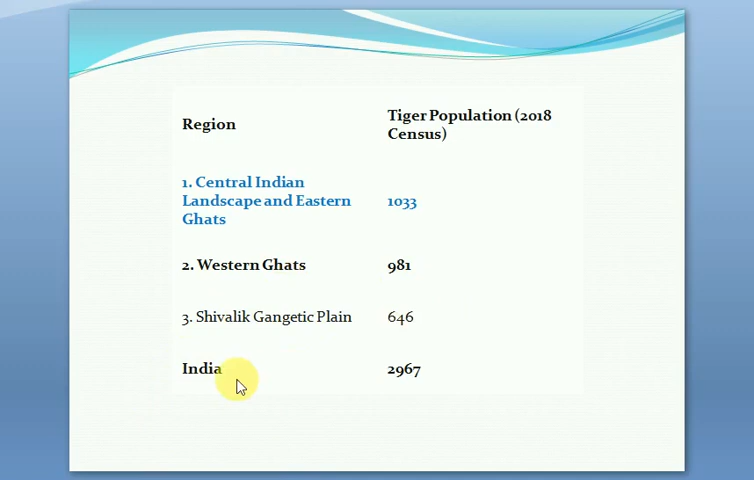 Region
Tiger Population (2018
Census)
1. Central Indian
Landscape and Eastern
Ghats
1033
2. Western Ghats
981
3. Shivalik Gangetic Plain
646
India
2967